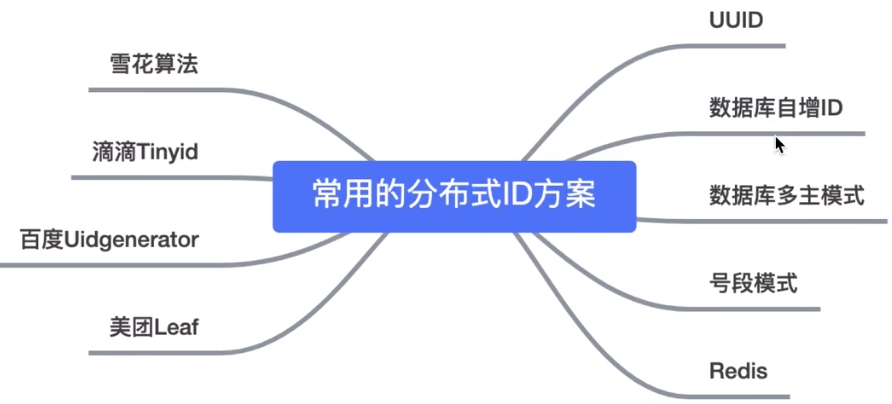 常用的分布式ID方案
UUID
数据库自增ID
数据库多主模式
号段模式
Redis
雪花算法
滴滴Tinyid
百度Uidgenerator
美团Leaf